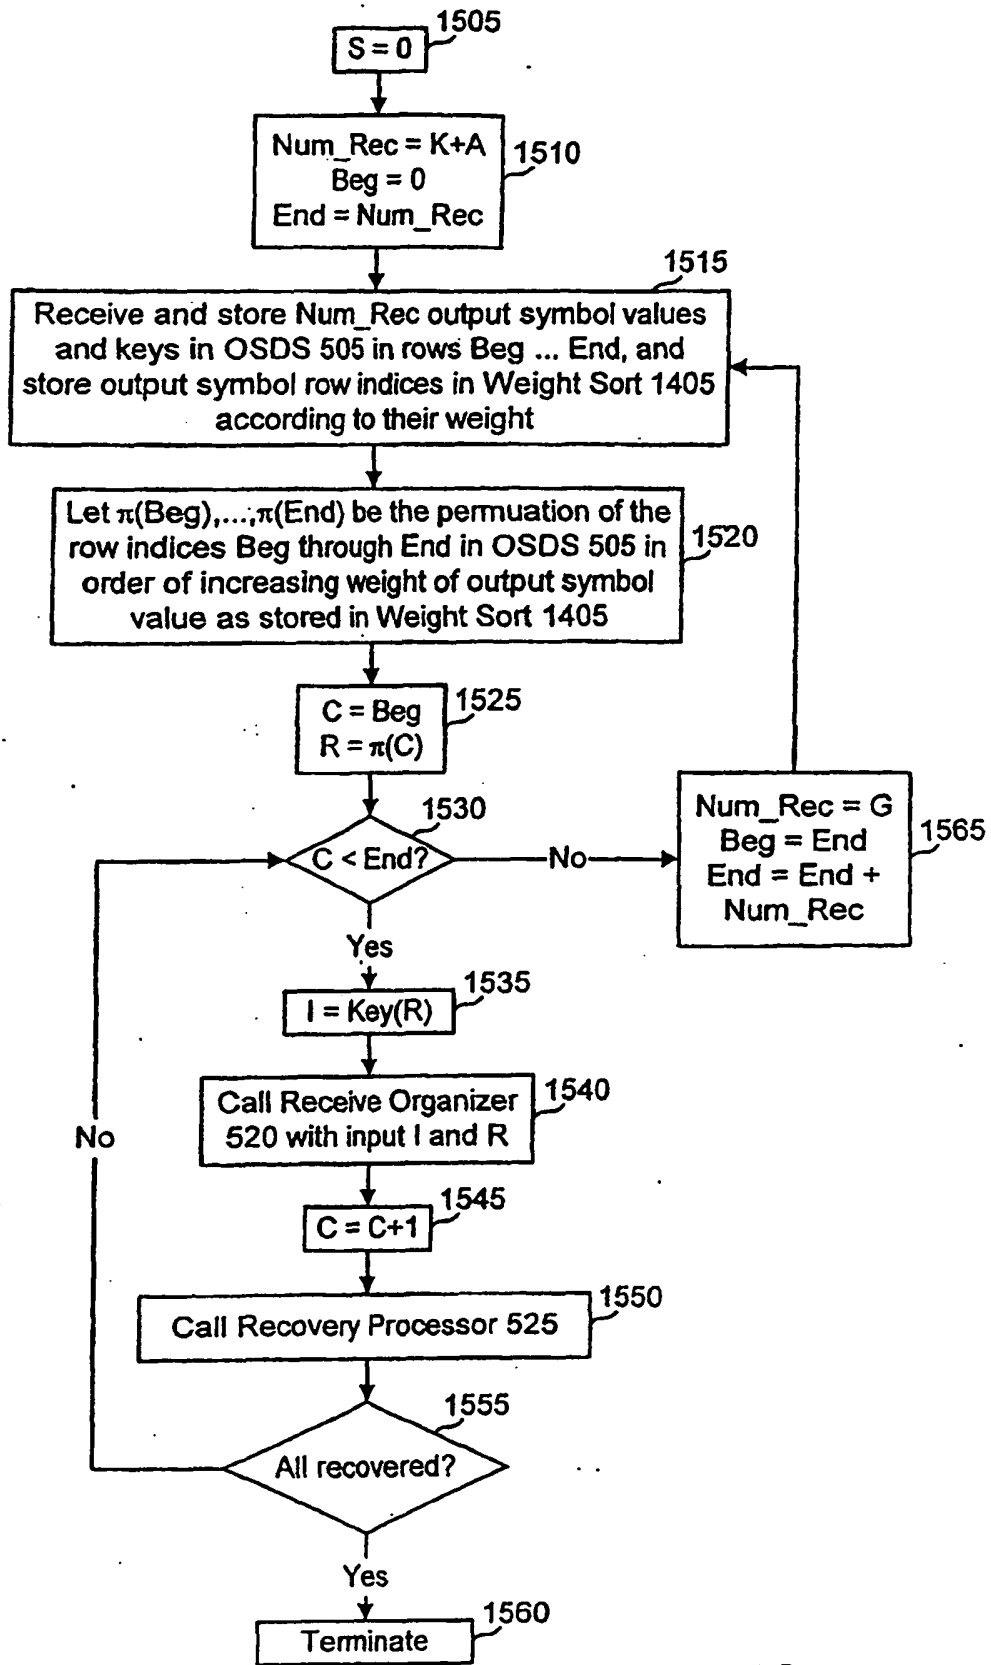 1505
S = 0
Num_Rec = K+A
Beg = 0
End = Num_Rec
1510
1515
Receive and store Num_Rec output symbol values
and keys in OSDS 505 in rows Beg ... End, and
store output symbol row indices in Weight Sort 1405
according to their weight
Let π(Beg),...,π(End) be the permuation of the
row indices Beg through End in OSDS 505 in
order of increasing weight of output symbol
value as stored in Weight Sort 1405
1520
C = Beg
R = π(C)
1525
1530
C < End?
No
Num_Rec = G
Beg = End
End = End +
Num_Rec
1565
Yes
I = Key(R)
1535
Call Receive Organizer
520 with input I and R
1540
No
C = C+1
1545
Call Recovery Processor 525
1550
1555
All recovered?
Yes
Terminate
1560